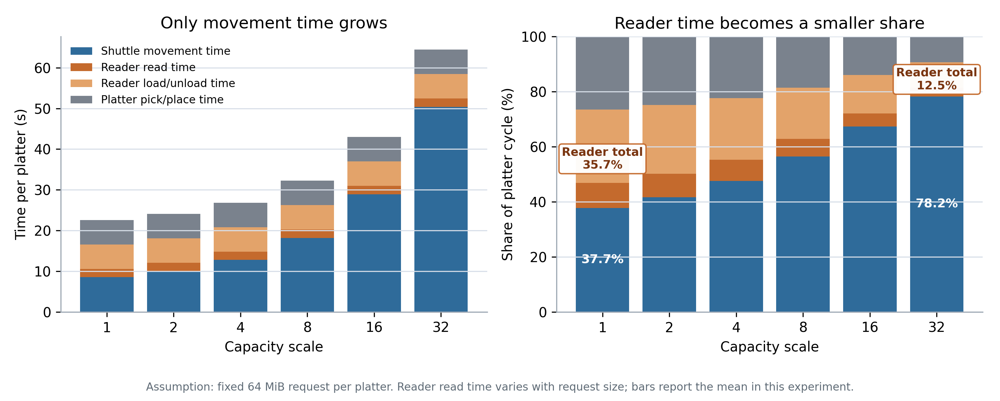 Only movement time grows
Shuttle movement time
Reader read time
Reader load/unload time
Platter pick/place time
Time per platter (s)
60
50
40
30
20
10
0
1 2 4 8 16 32
Capacity scale
Reader time becomes a smaller share
Share of platter cycle (%)
100
80
60
40
20
0
Reader total
35.7%
37.7%
Reader total
12.5%
78.2%
1 2 4 8 16 32
Capacity scale
Assumption: fixed 64 MiB request per platter. Reader read time varies with request size; bars report the mean in this experiment.